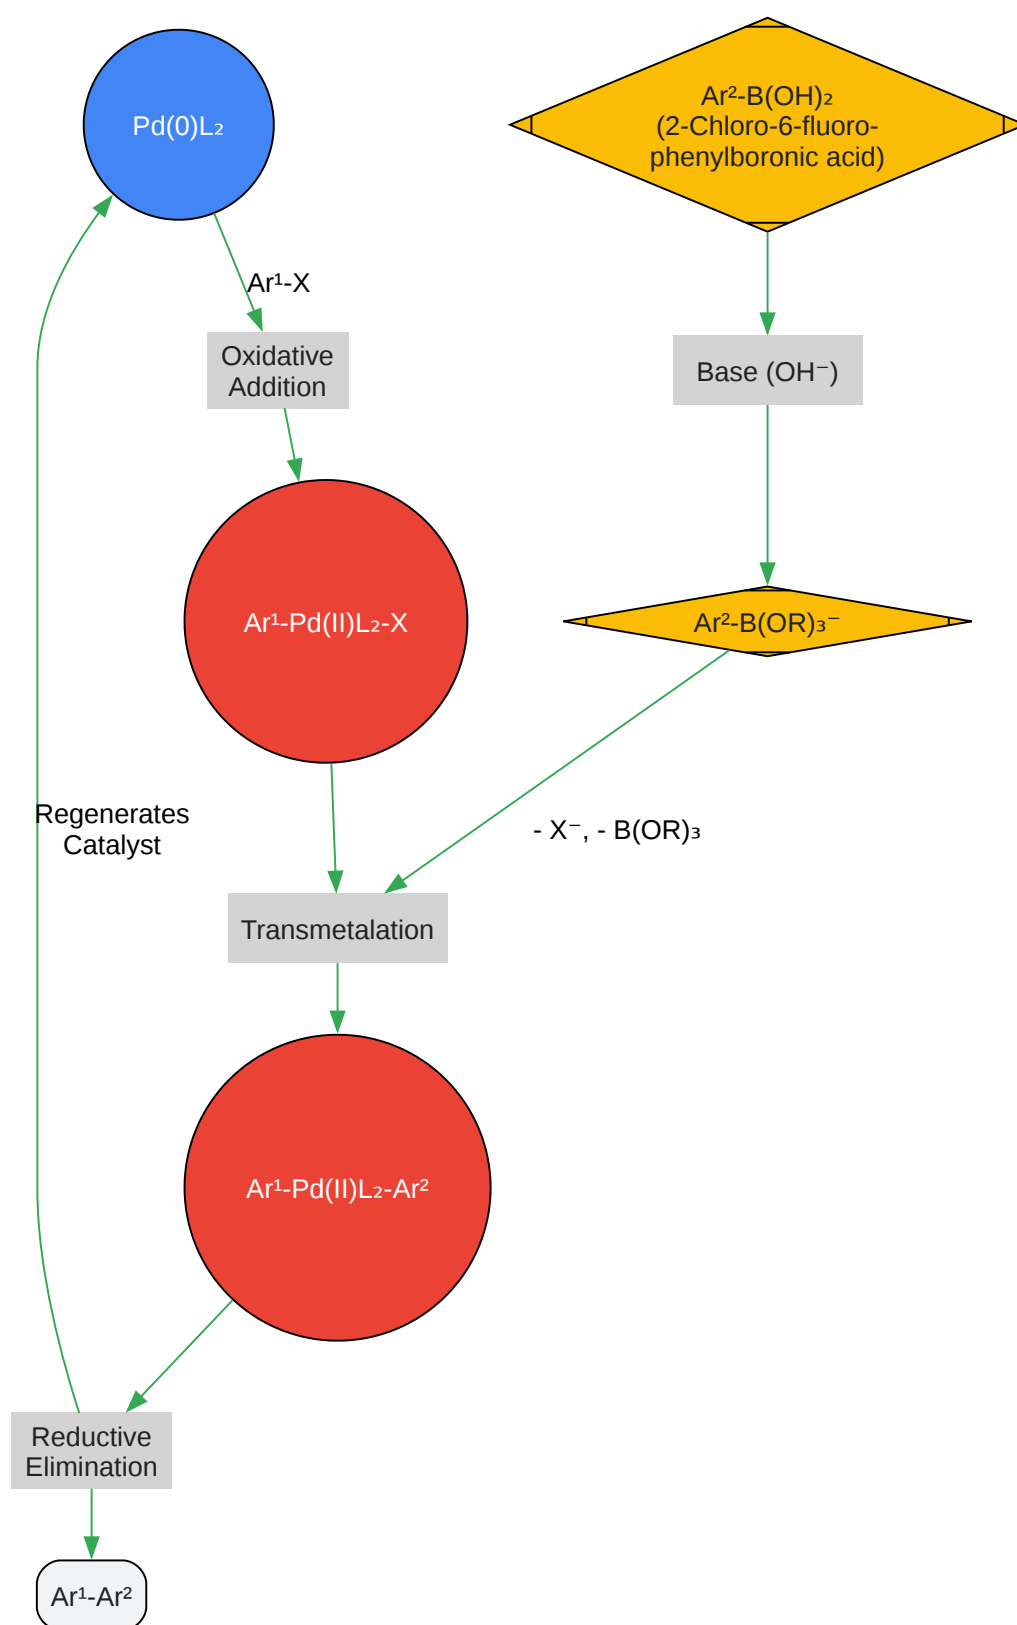 Pd(0)L₂
Ar²-B(OH)₂
(2-Chloro-6-fluoro-
phenylboronic acid)
Ar¹-X
Oxidative
Addition
Base (OH⁻)
Ar¹-Pd(II)L₂-X
Ar²-B(OR)₃⁻
Regenerates
Catalyst
- X⁻, - B(OR)₃
Transmetalation
Ar¹-Pd(II)L₂-Ar²
Reductive
Elimination
Ar¹-Ar²